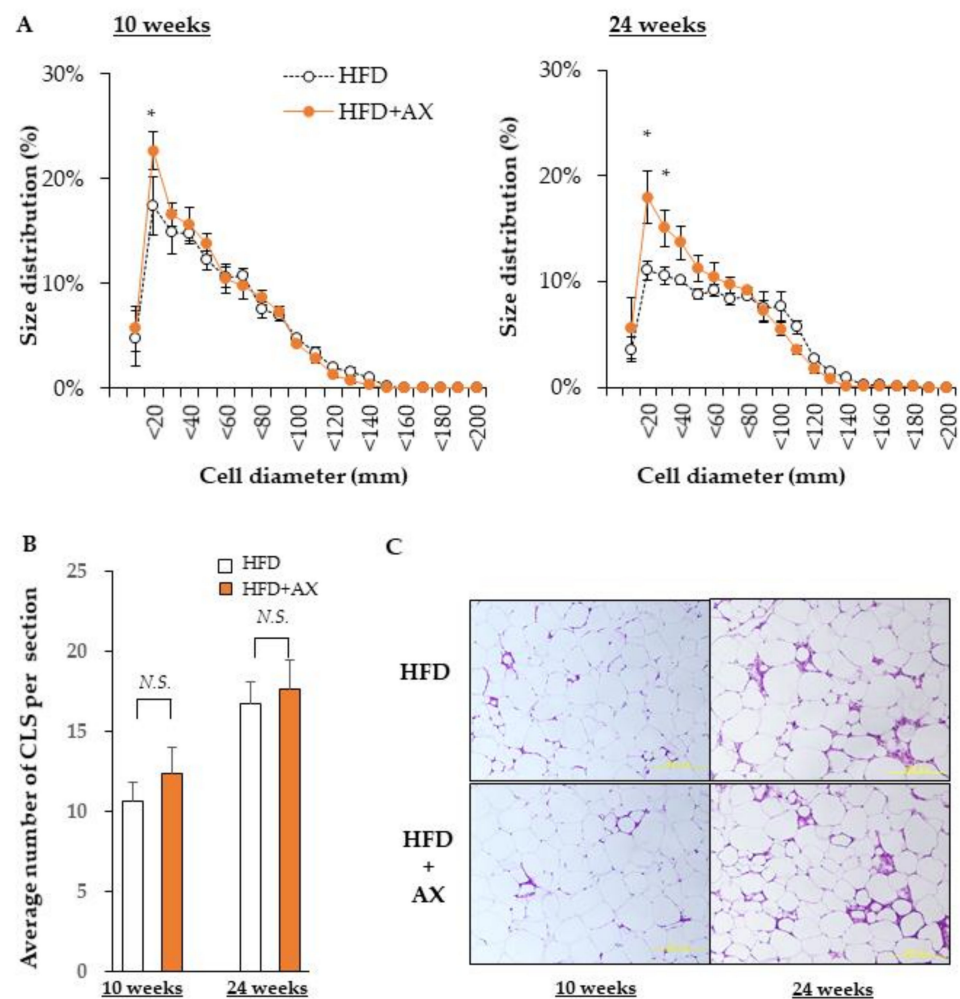 A
10 weeks
24 weeks
30%
20%
10%
0%
Size distribution (%)
HFD
HFD+AX
*
<20
<40
<60
<80
<100
<120
<140
<160
<180
<200
Cell diameter (mm)
30%
20%
10%
0%
Size distribution (%)
*
*
<20
<40
<60
<80
<100
<120
<140
<160
<180
<200
Cell diameter (mm)
B
Average number of CLS per section
25
20
15
10
5
0
HFD
HFD+AX
N.S.
N.S.
10 weeks
24 weeks
C
HFD
HFD
+
AX
10 weeks
24 weeks